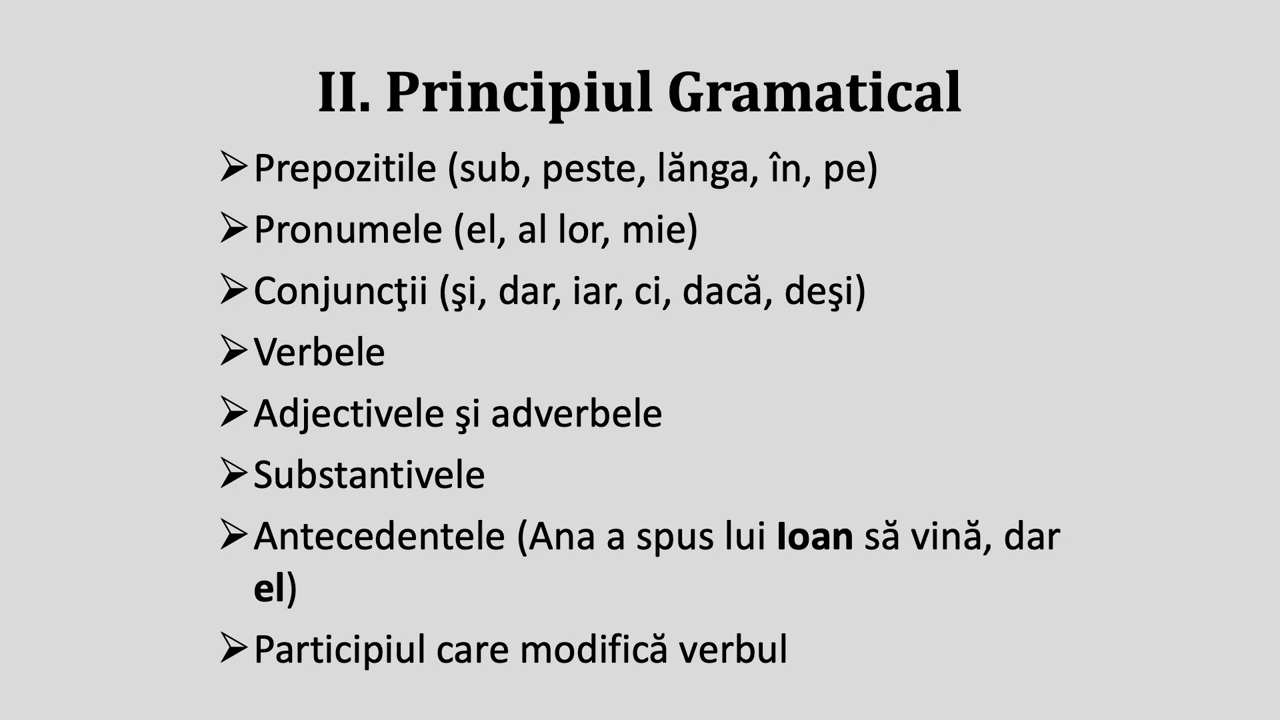 II. Principiul Gramatical
➢Prepozitile (sub, peste, lănga, în, pe)
➢Pronumele (el, al lor, mie)
➢Conjuncţii (şi, dar, iar, ci, dacă, deşi)
➢Verbele
➢Adjectivele şi adverbele
➢Substantivele
➢Antecedentele (Ana a spus lui Ioan să vină, dar
el)
➢Participiul care modifică verbul